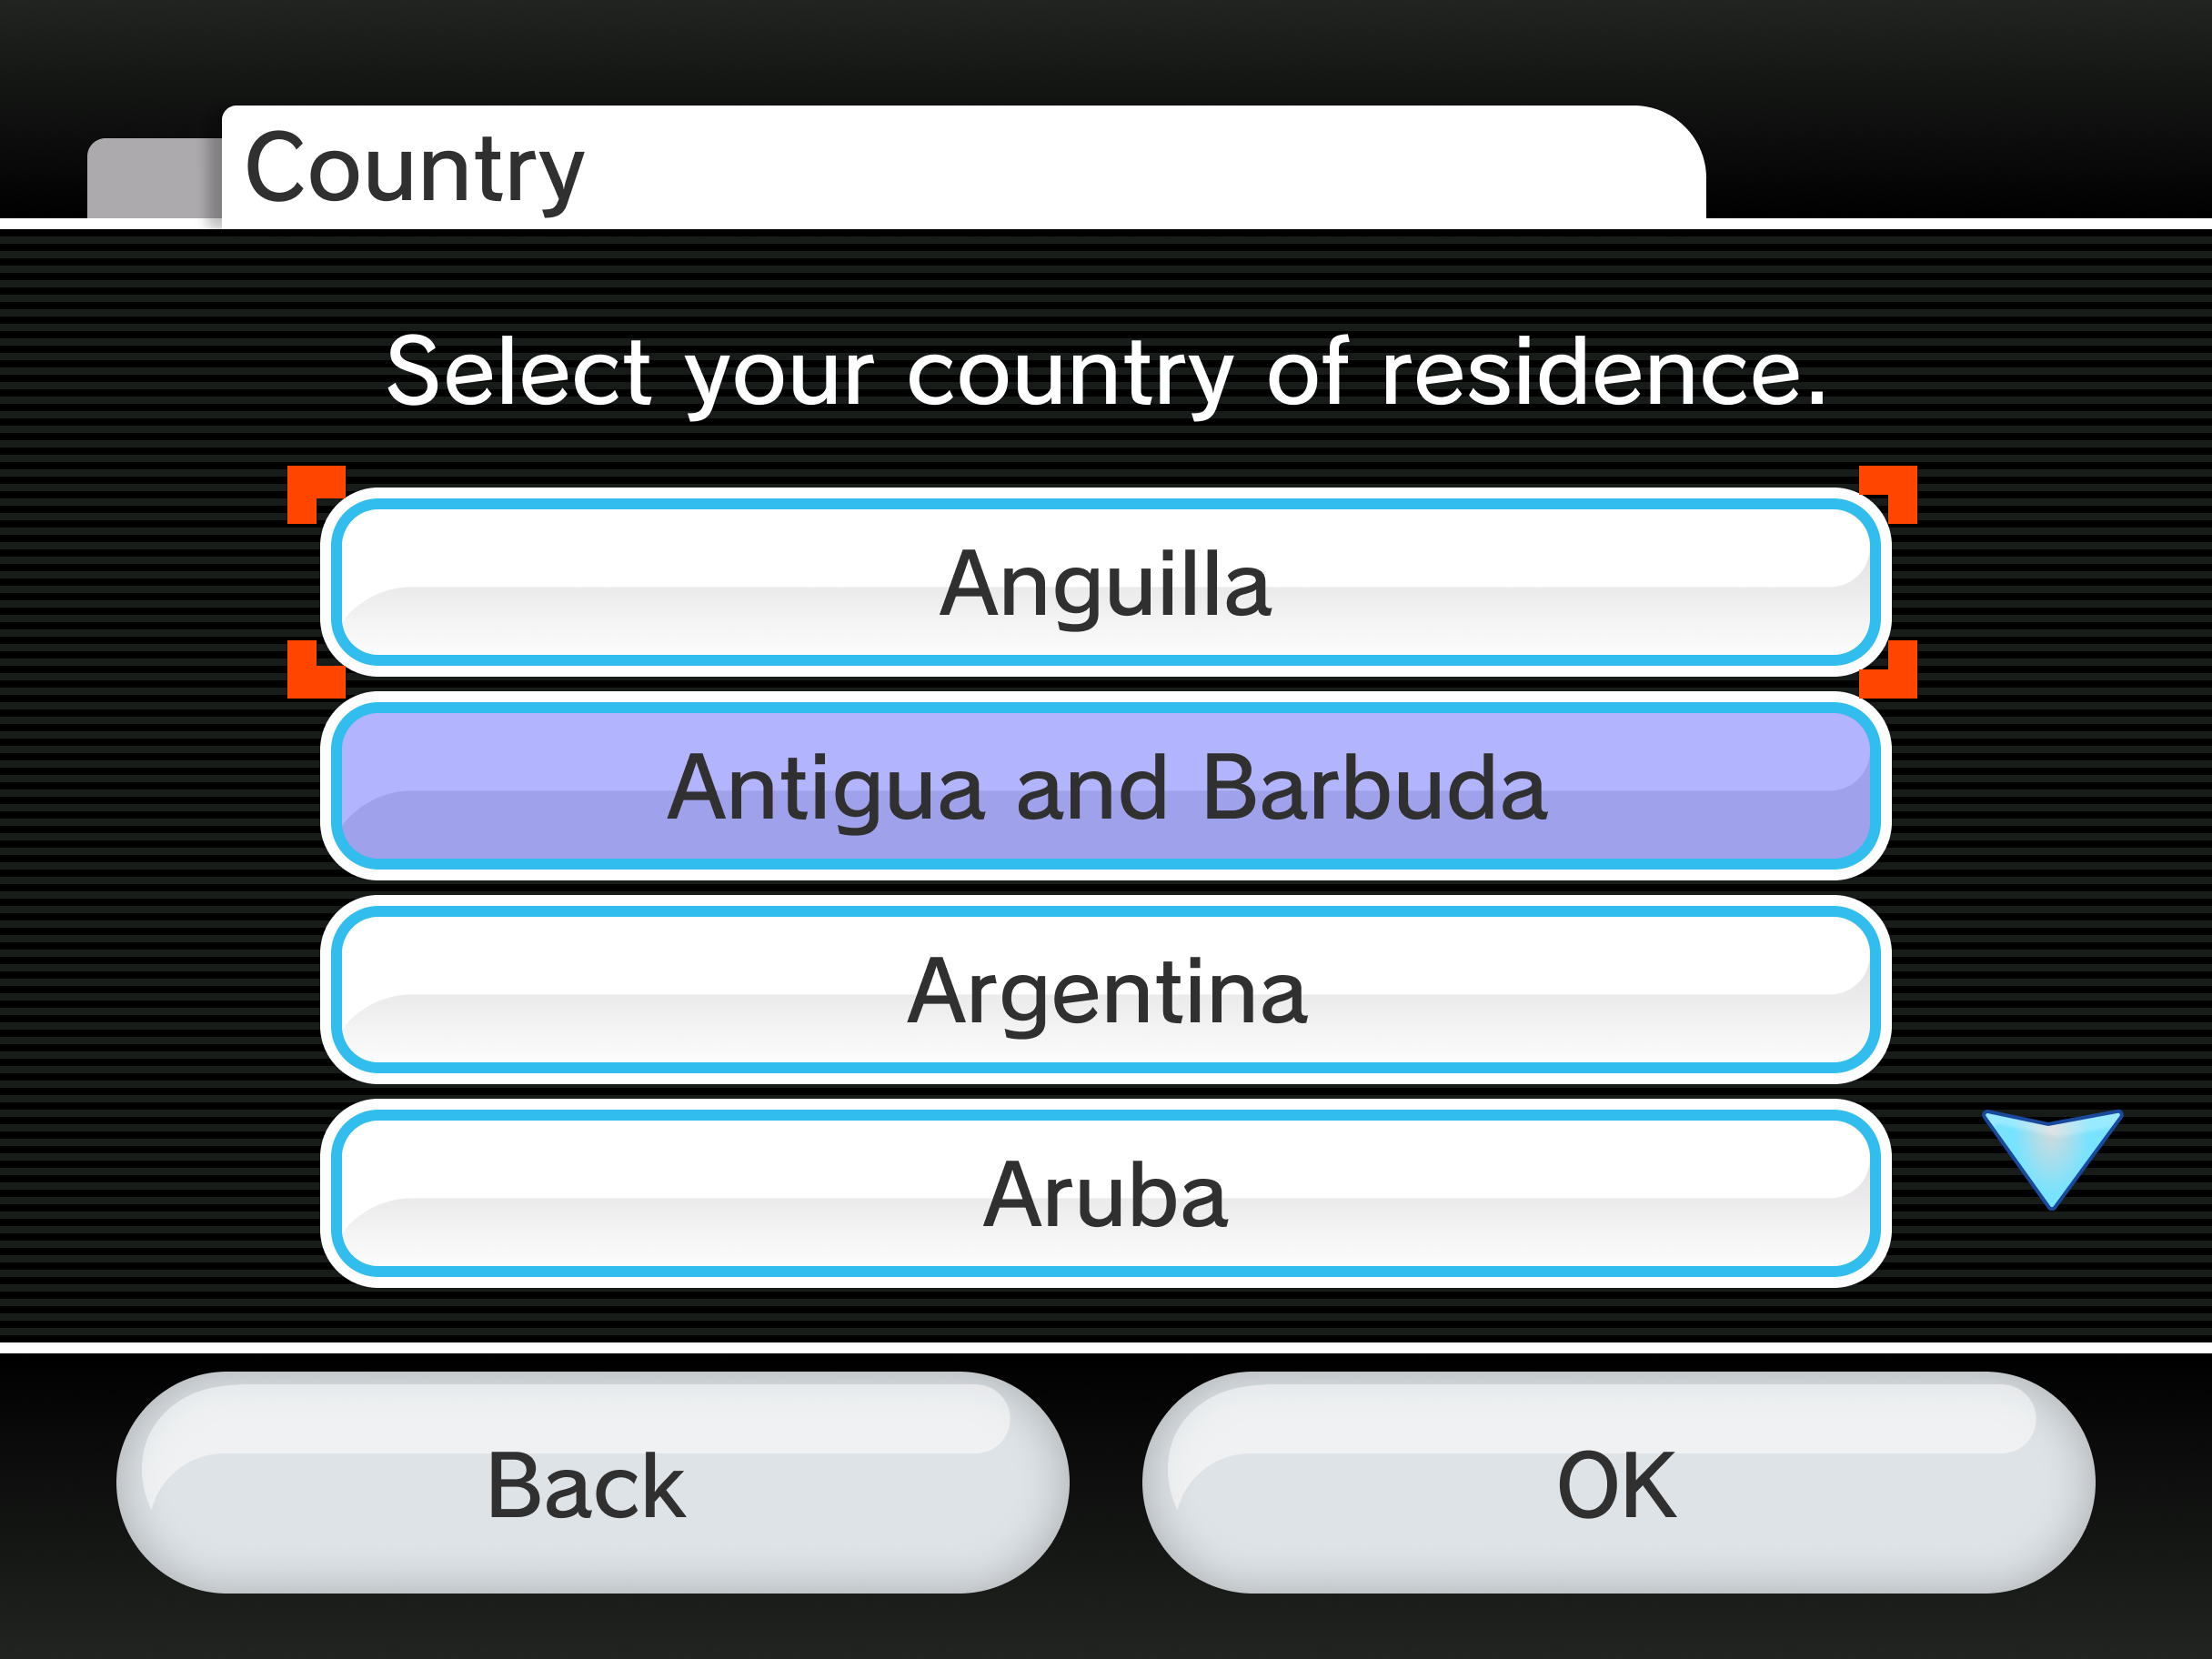 Country
Select your country of residence.
Anguilla
Antigua and Barbuda
Argentina
Aruba
Back
OK